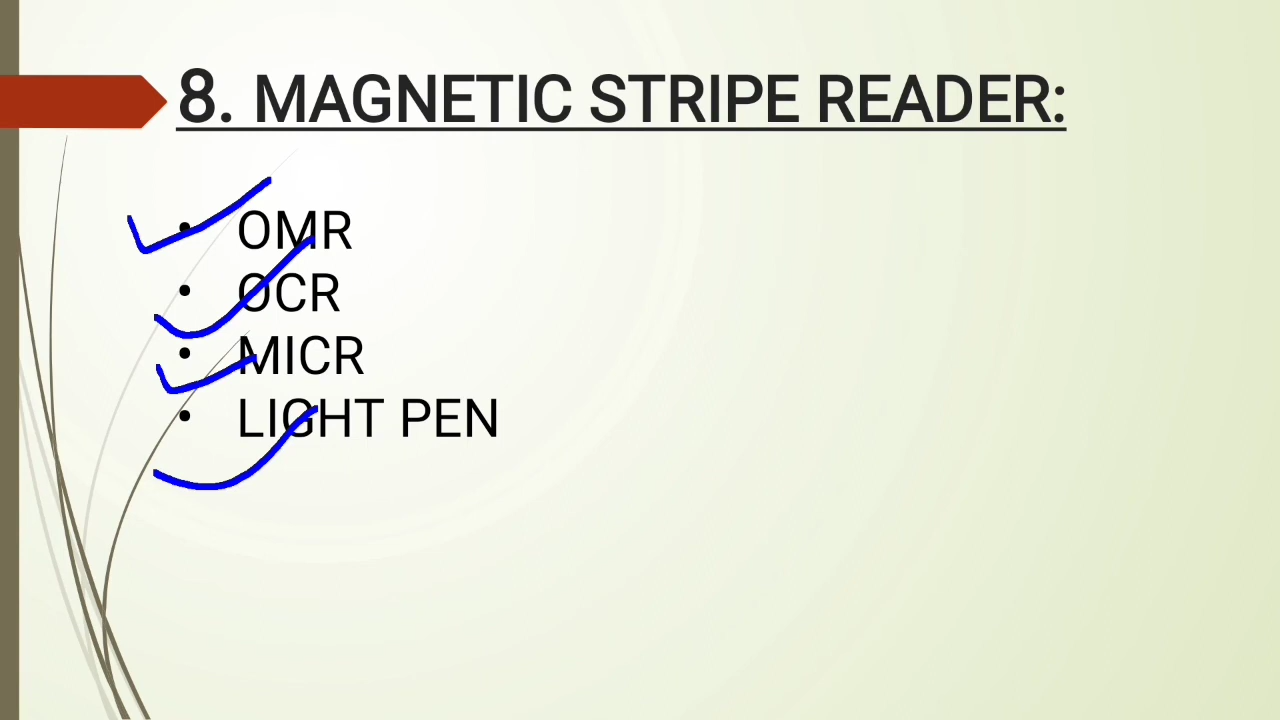 8. MAGNETIC STRIPE READER:
• OMR
• OCR
• MICR
• LIGHT PEN